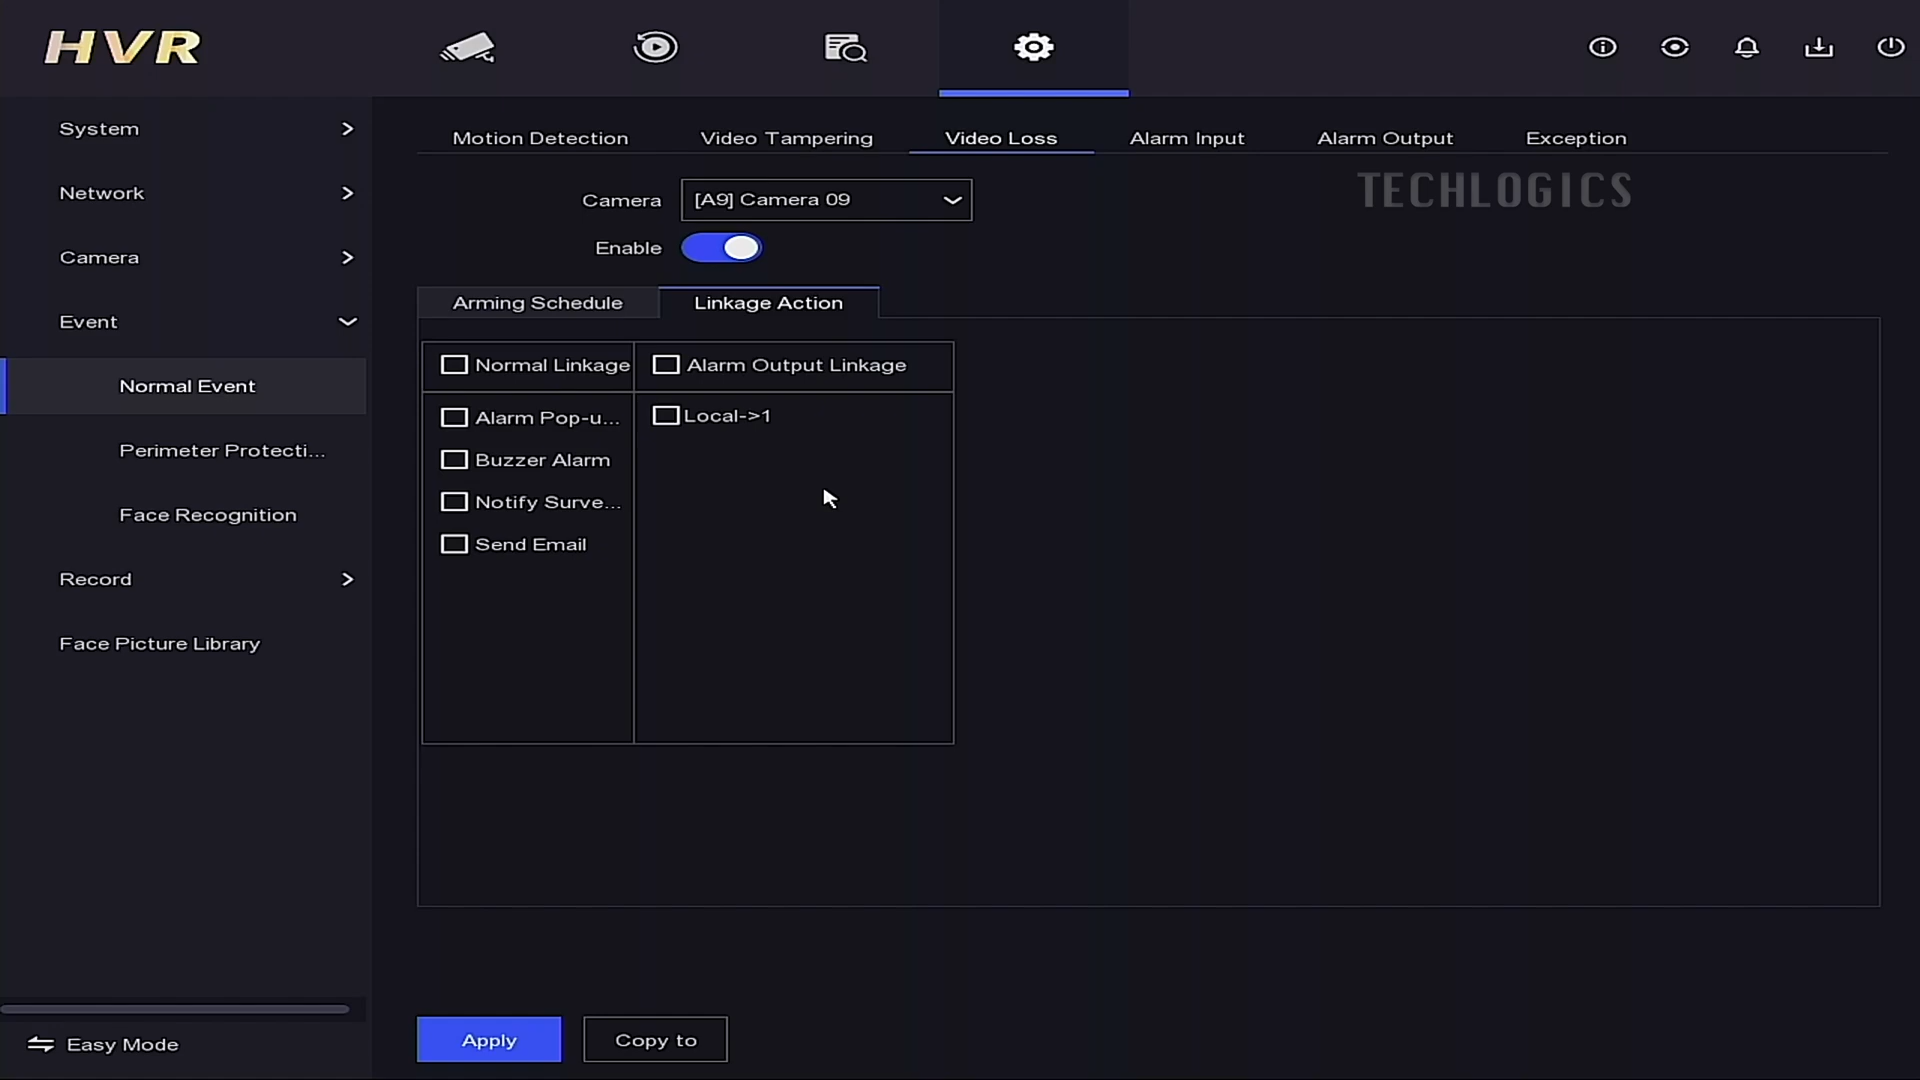 HVR
System
Network
Camera
Event
Normal Event
Perimeter Protecti...
Face Recognition
Record
Face Picture Library
Easy Mode
Motion Detection Video Tampering Video Loss Alarm Input Alarm Output Exception
TECHLOGICS
Camera [A9] Camera 09
Enable
Arming Schedule Linkage Action
Normal Linkage Alarm Output Linkage
Alarm Pop-u... Local->1
Buzzer Alarm
Notify Surve...
Send Email
Apply Copy to